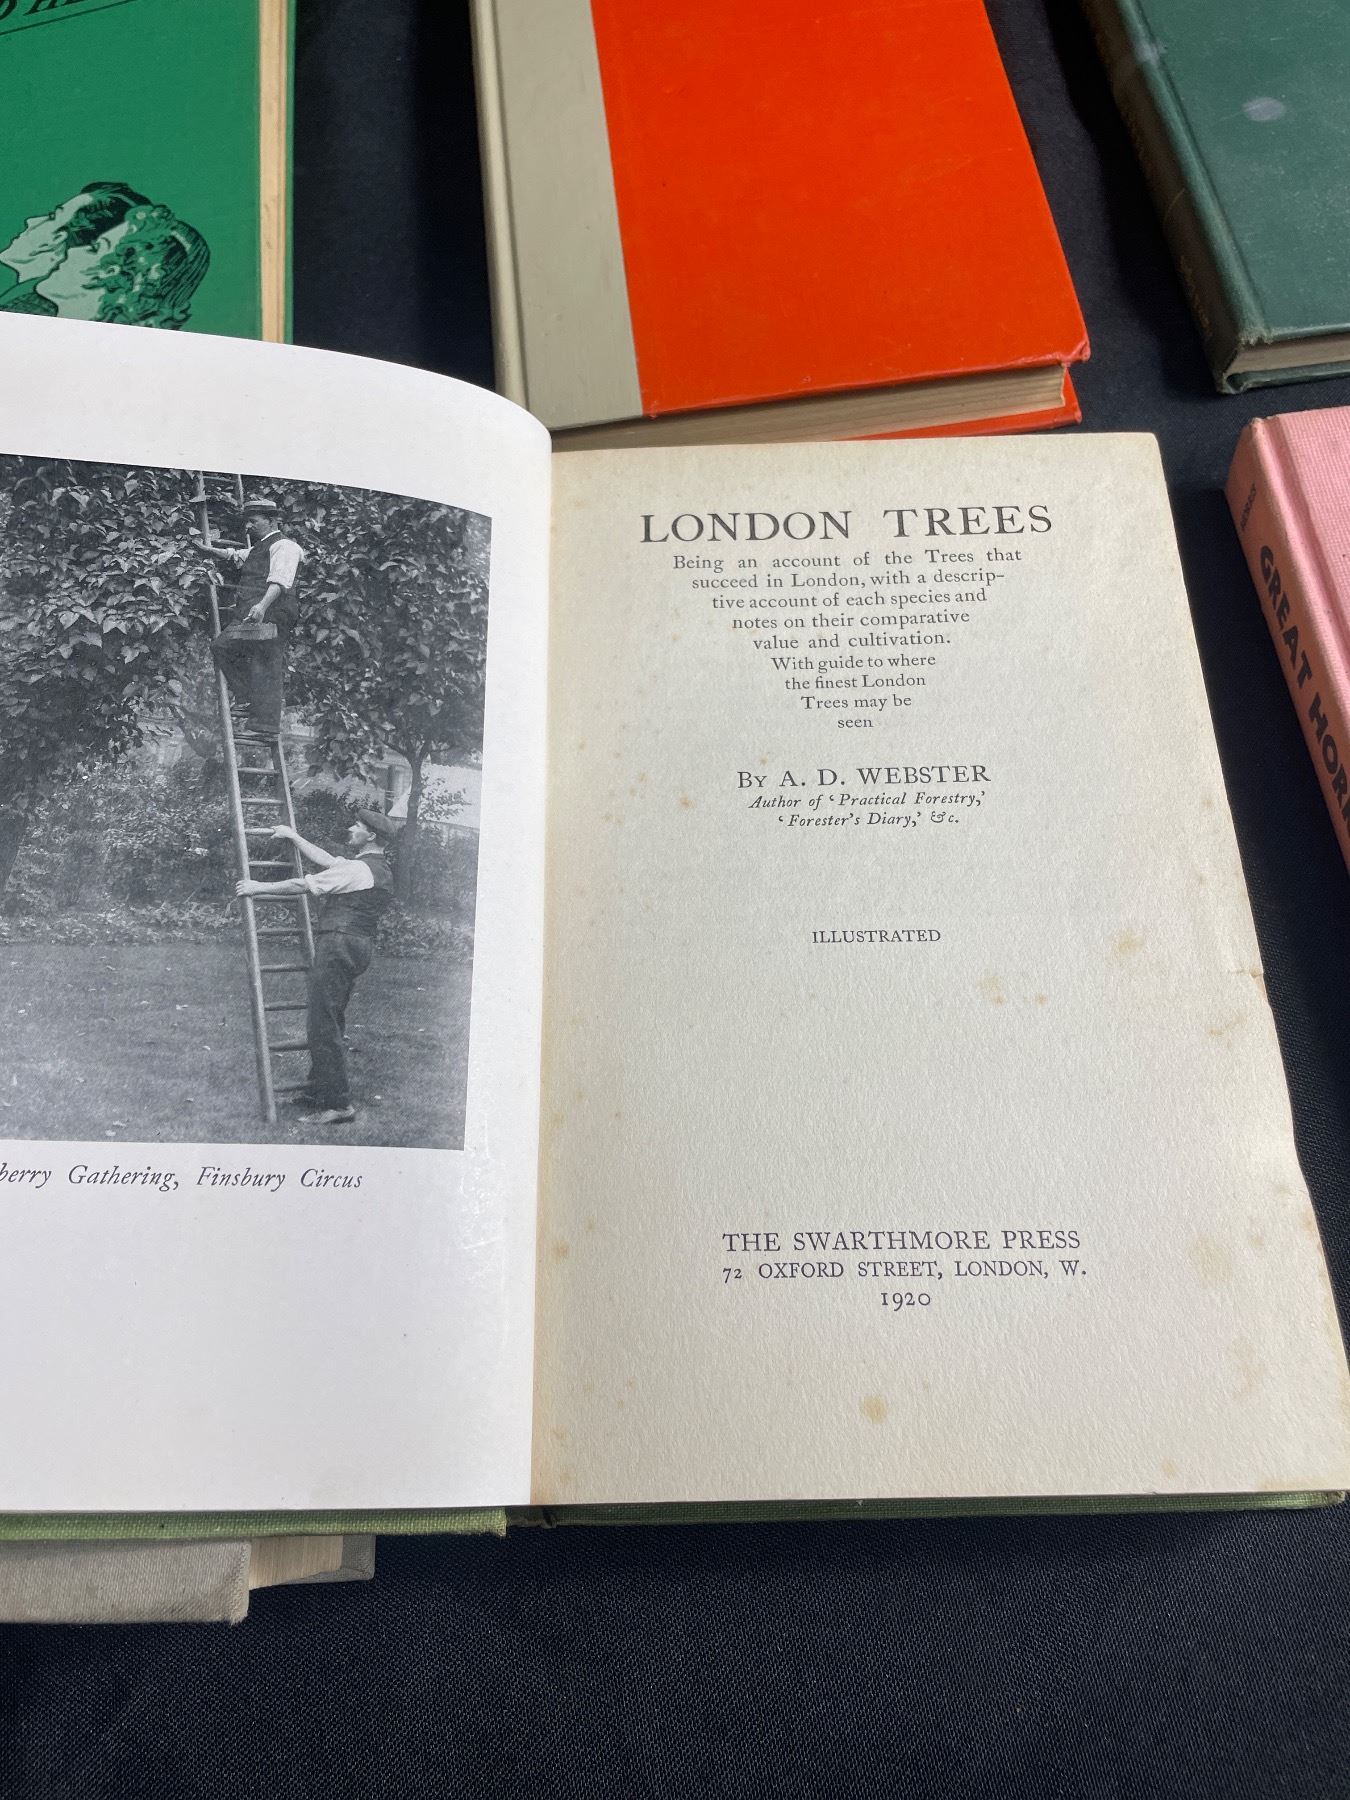 LONDON TREES
Being an account of the Trees that
succeed in London, with a descrip-
tive account of each species and
notes on their comparative
value and cultivation.
With guide to where
the finest London
Trees may be
seen
By A. D. WEBSTER
Author of ‘Practical Forestry,’
‘Forester's Diary,’ &c.
ILLUSTRATED
THE SWARTHMORE PRESS
72 OXFORD STREET, LONDON, W.
1920
berry Gathering, Finsbury Circus
GREAT